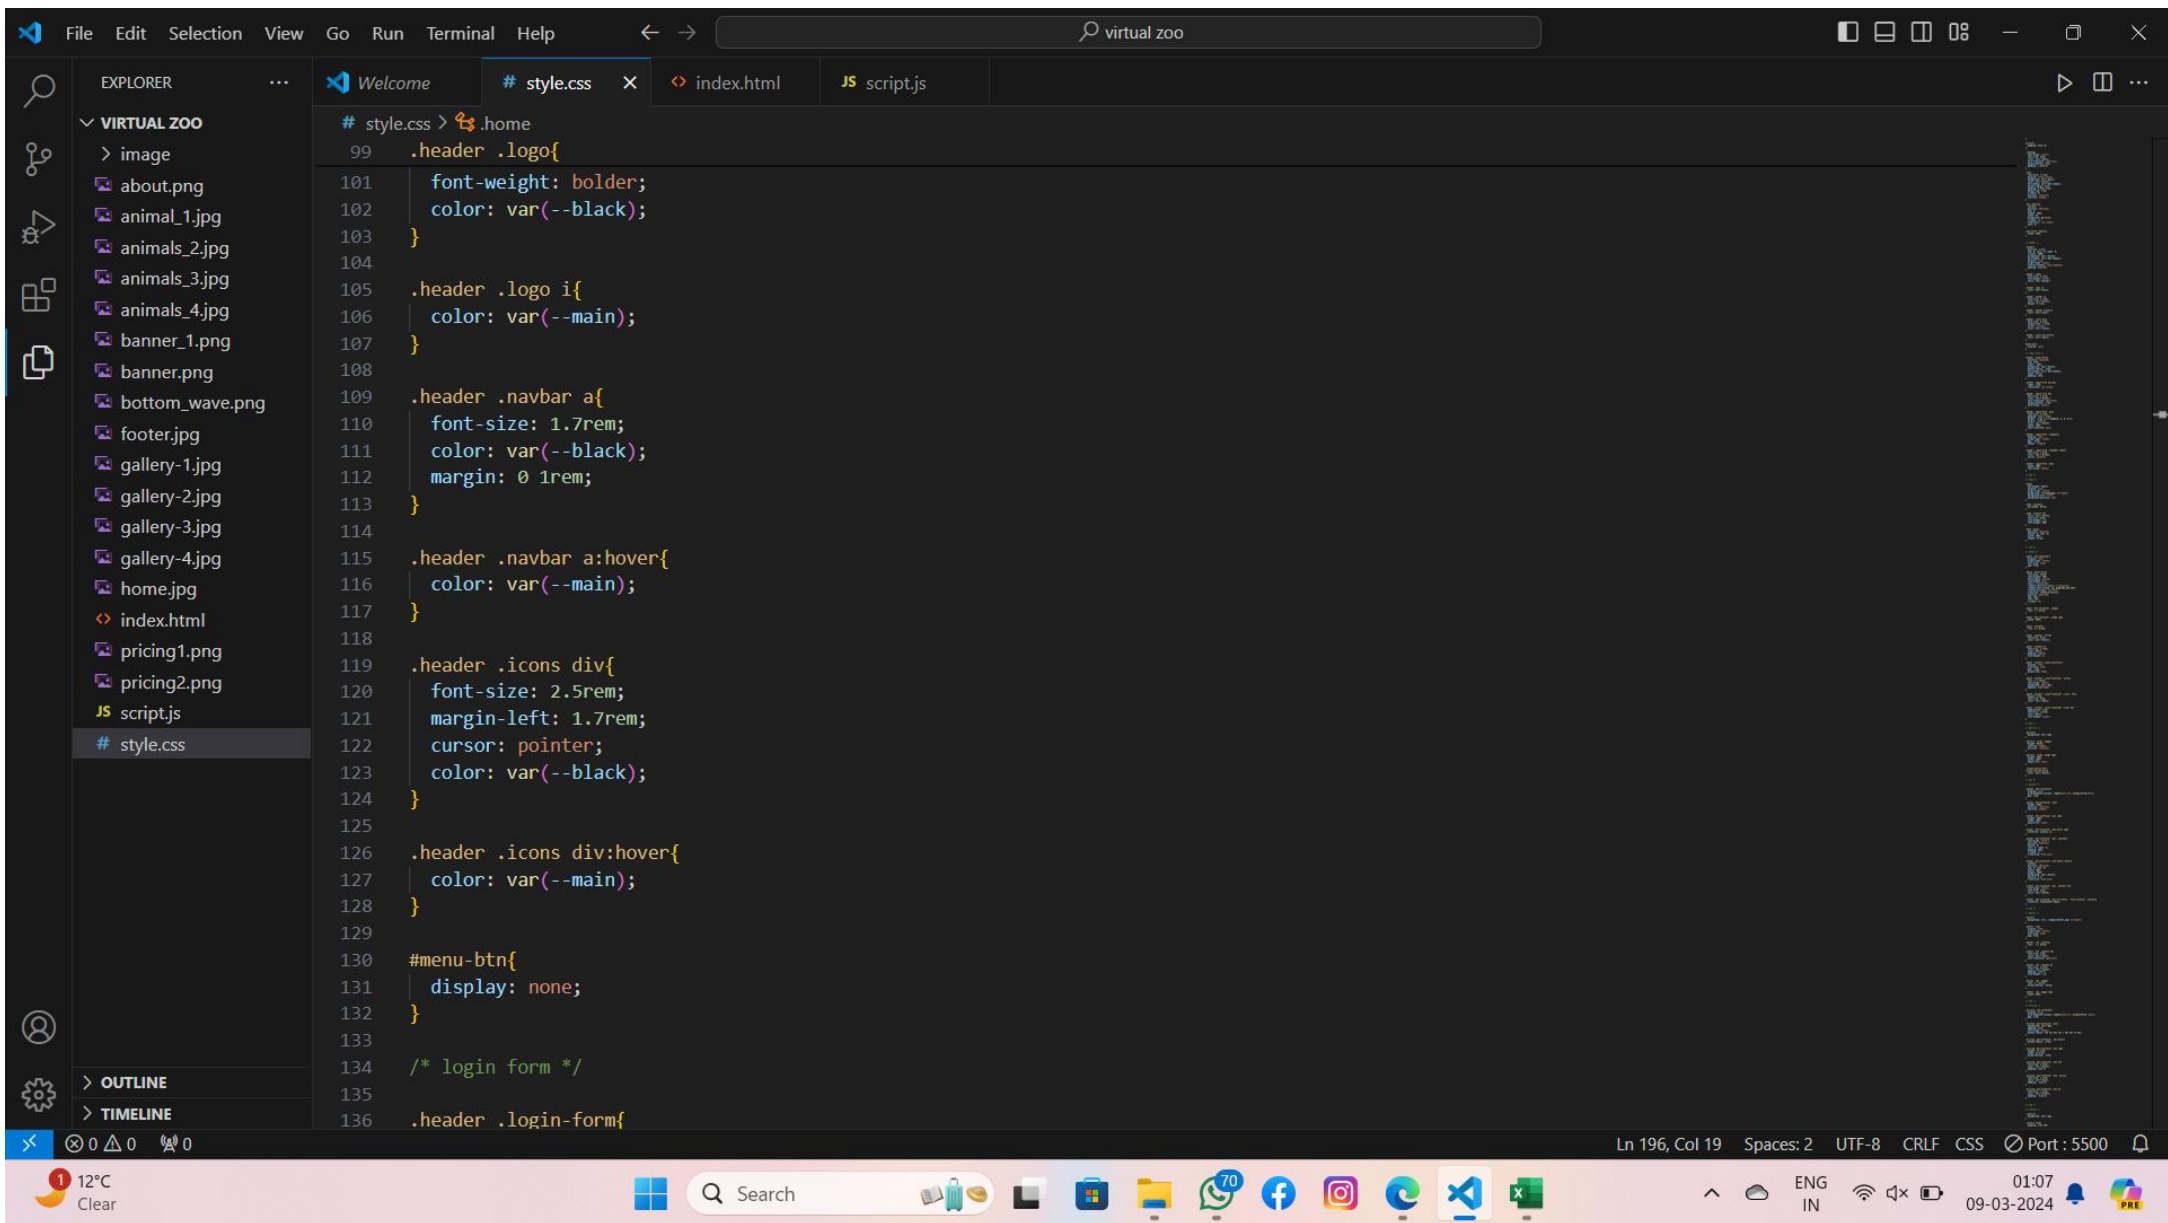 File Edit Selection View Go Run Terminal Help
virtual zoo
EXPLORER
Welcome
# style.css
<> index.html
JS script.js
VIRTUAL ZOO
image
about.png
animal_1.jpg
animals_2.jpg
animals_3.jpg
animals_4.jpg
banner_1.png
banner.png
bottom_wave.png
footer.jpg
gallery-1.jpg
gallery-2.jpg
gallery-3.jpg
gallery-4.jpg
home.jpg
<> index.html
pricing1.png
pricing2.png
JS script.js
# style.css
OUTLINE
TIMELINE
# style.css > .home
99 .header .logo{
101 font-weight: bolder;
102 color: var(--black);
103 }
104
105 .header .logo i{
106 color: var(--main);
107 }
108
109 .header .navbar a{
110 font-size: 1.7rem;
111 color: var(--black);
112 margin: 0 1rem;
113 }
114
115 .header .navbar a:hover{
116 color: var(--main);
117 }
118
119 .header .icons div{
120 font-size: 2.5rem;
121 margin-left: 1.7rem;
122 cursor: pointer;
123 color: var(--black);
124 }
125
126 .header .icons div:hover{
127 color: var(--main);
128 }
129
130 #menu-btn{
131 display: none;
132 }
133
134 /* login form */
135
136 .header .login-form{
0 0 0
Ln 196, Col 19 Spaces: 2 UTF-8 CRLF CSS Port : 5500
1
12°C
Clear
Search
70
ENG
IN
01:07
09-03-2024
PRE